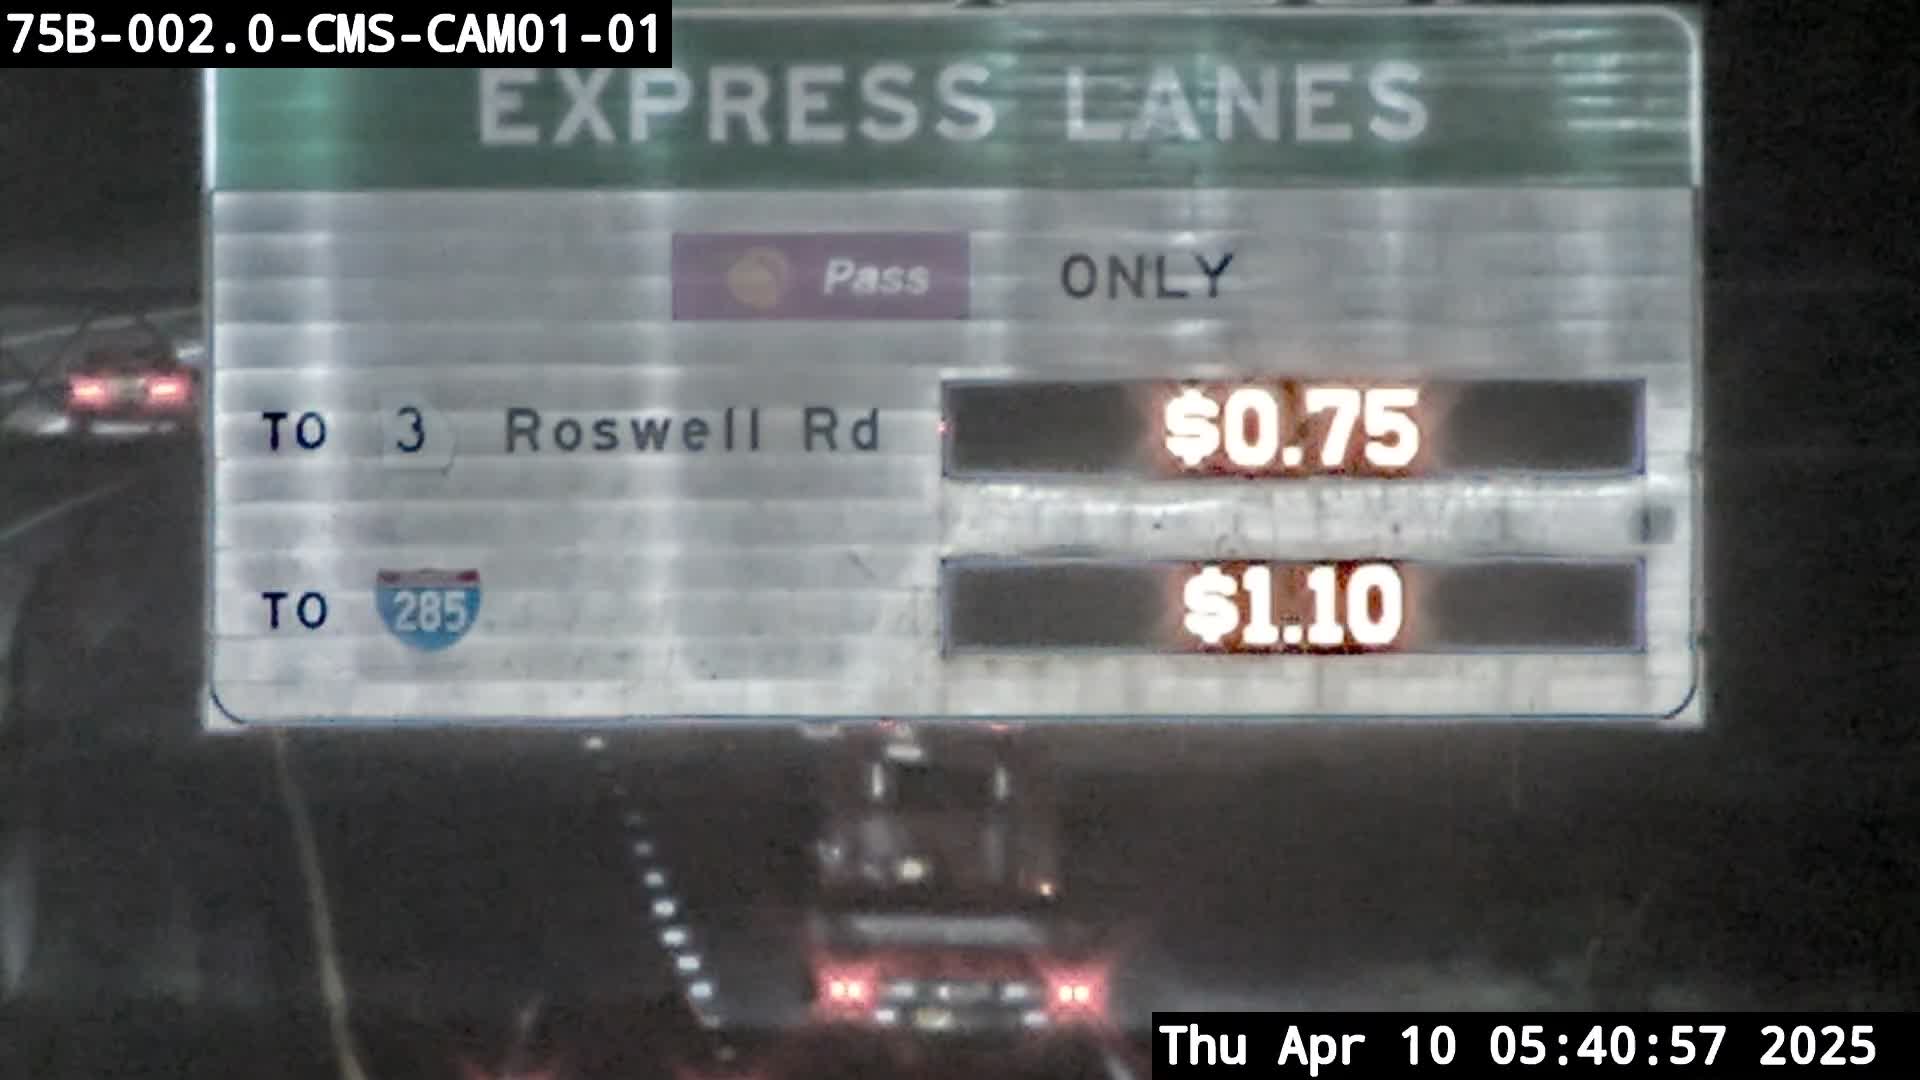 75B-002.0-CMS-CAM01-01
EXPRESS LANES
Pass ONLY
TO 3 Roswell Rd $0.75
TO 285 $1.10
Thu Apr 10 05:40:57 2025